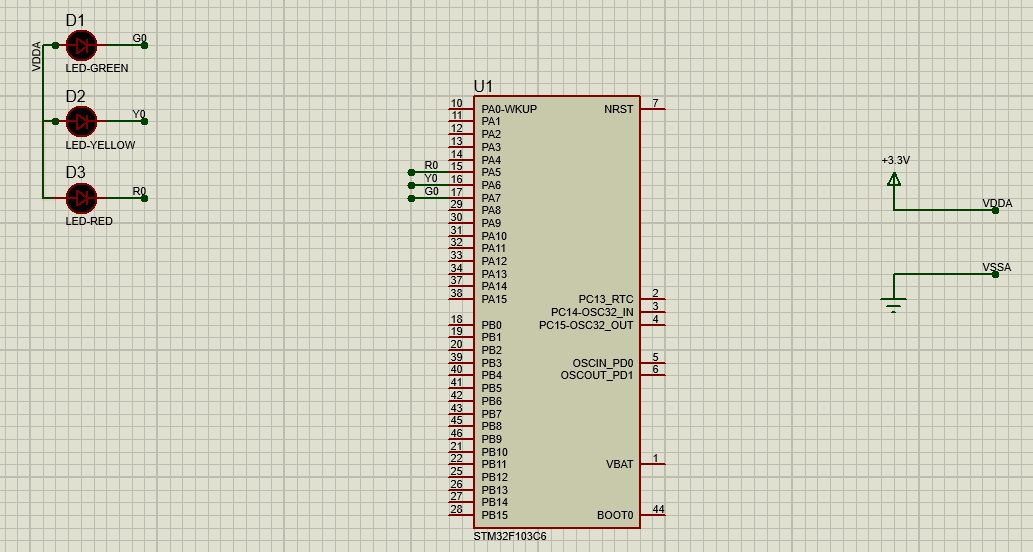 D1
VDDA
G0
LED-GREEN
D2
Y0
LED-YELLOW
D3
R0
LED-RED
U1
10 PA0-WKUP NRST 7
11 PA1
12 PA2
13 PA3
14 PA4
R0 15 PA5
Y0 16 PA6
G0 17 PA7
29 PA8
30 PA9
31 PA10
32 PA11
33 PA12
34 PA13
37 PA14
38 PA15 PC13_RTC 2
PC14-OSC32_IN 3
18 PB0 PC15-OSC32_OUT 4
19 PB1
20 PB2
39 PB3 OSCIN_PD0 5
40 PB4 OSCOUT_PD1 6
41 PB5
42 PB6
43 PB7
45 PB8
46 PB9
21 PB10
22 PB11 VBAT 1
25 PB12
26 PB13
27 PB14
28 PB15 BOOT0 44
STM32F103C6
+3.3V
VDDA
VSSA